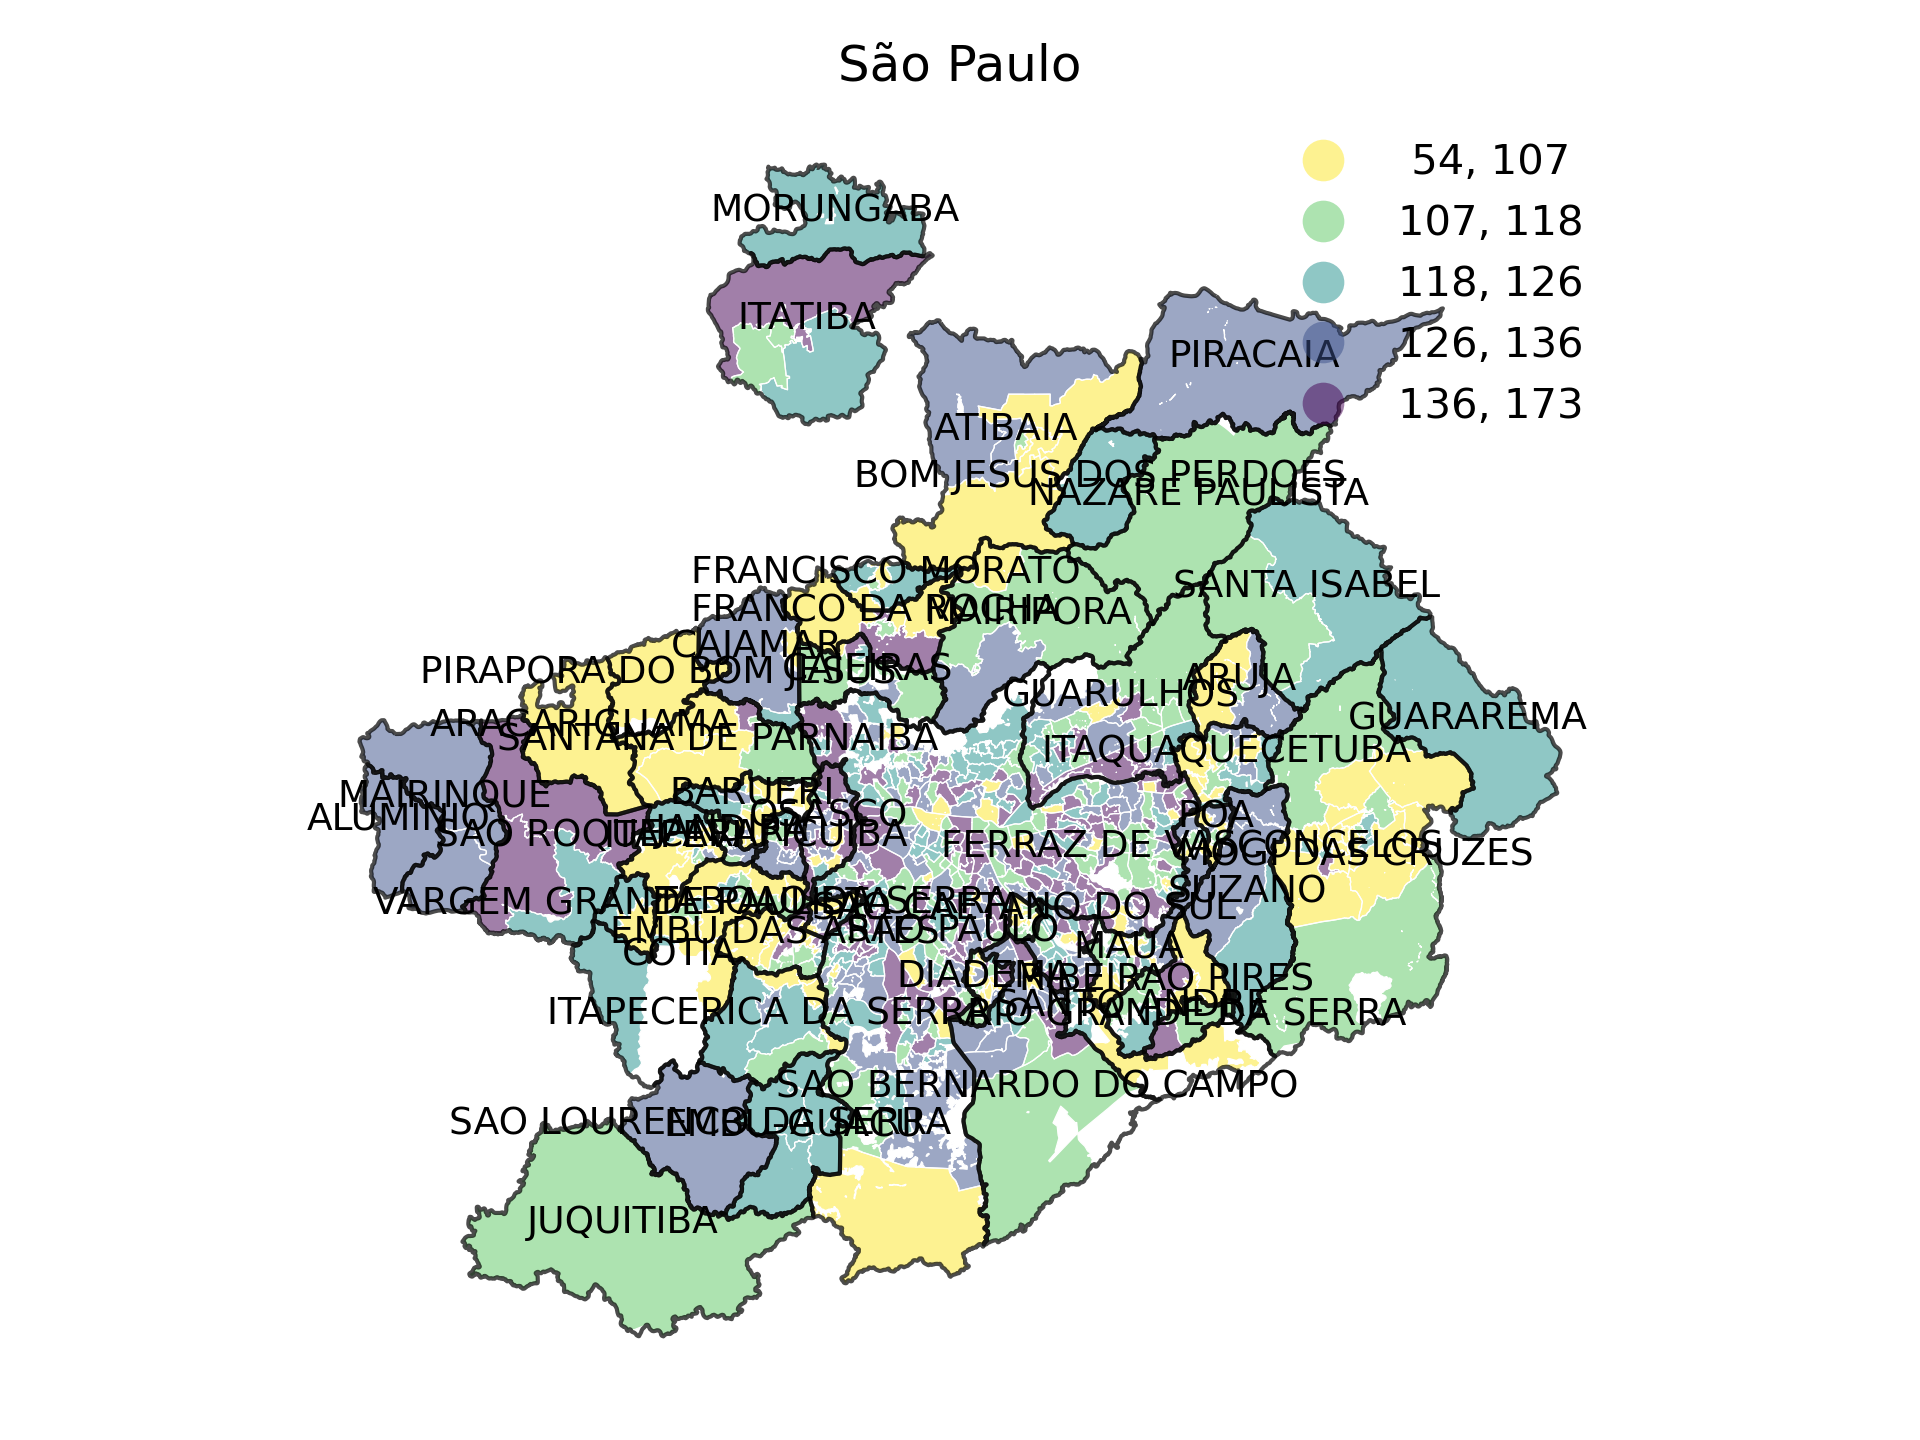 São Paulo
54, 107
107, 118
118, 126
126, 136
136, 173
MORUNGABA
ITATIBA
PIRACAIA
ATIBAIA
BOM JESUS DOS PERDOES
NAZARE PAULISTA
FRANCISCO MORATO
SANTA ISABEL
FRANCO DA ROCHA
MAIRIPORA
CAJAMAR
PIRAPORA DO BOM JESUS
CAIEIRAS
ARUJA
GUARULHOS
GUARAREMA
ARACARIGUAMA
SANTANA DE PARNAIBA
ITAQUAQUECETUBA
BARUERI
MAIRINQUE
OSASCO
ALUMINIO
POA
SAO ROQUE
ITAPEVI
JANDIRA
CARAPICUIBA
FERRAZ DE VASCONCELOS
MOGI DAS CRUZES
SUZANO
VARGEM GRANDE PAULISTA
TABOAO DA SERRA
SAO CAETANO DO SUL
EMBU DAS ARTES
SAO PAULO
MAUA
COTIA
DIADEMA
RIBEIRAO PIRES
SANTO ANDRE
ITAPECERICA DA SERRA
RIO GRANDE DA SERRA
SAO BERNARDO DO CAMPO
SAO LOURENCO DA SERRA
EMBU-GUACU
JUQUITIBA